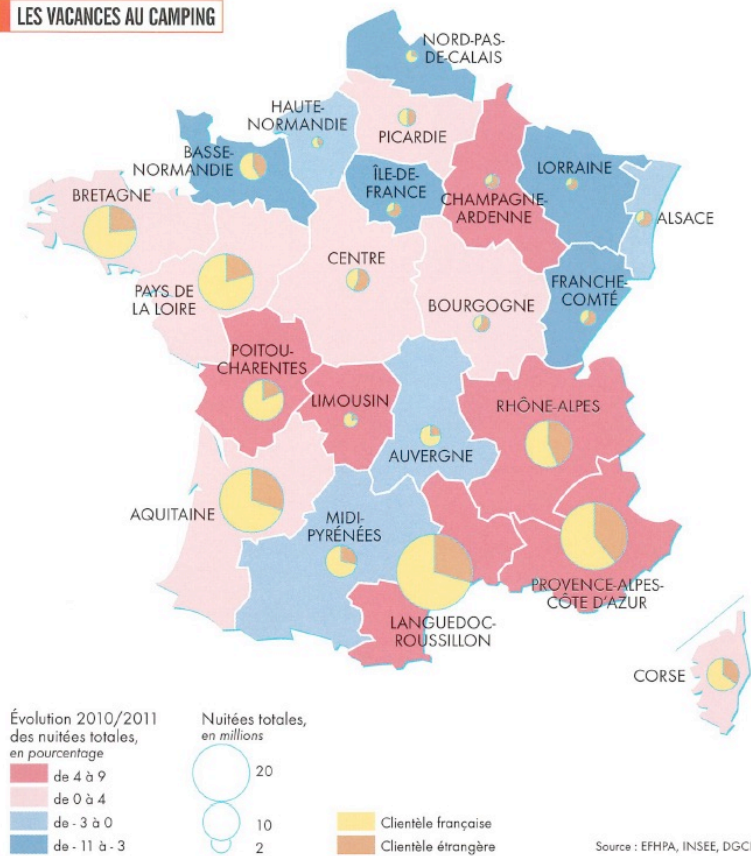 LES VACANCES AU CAMPING
NORD-PAS-
DE-CALAIS
HAUTE-
NORMANDIE
PICARDIE
BASSE-
NORMANDIE
ÎLE-DE-
FRANCE
CHAMPAGNE-
ARDENNE
LORRAINE
ALSACE
BRETAGNE
PAYS DE
LA LOIRE
CENTRE
BOURGOGNE
FRANCHE-
COMTÉ
POITOU-
CHARENTES
LIMOUSIN
AUVERGNE
RHÔNE-ALPES
AQUITAINE
MIDI-
PYRÉNÉES
LANGUEDOC-
ROUSSILLON
PROVENCE-ALPES-
CÔTE D'AZUR
CORSE
Évolution 2010/2011
des nuitées totales,
en pourcentage
de 4 à 9
de 0 à 4
de - 3 à 0
de - 11 à - 3
Nuitées totales,
en millions
20
10
2
Clientèle française
Clientèle étrangère
Source : EFHPA, INSEE, DGC